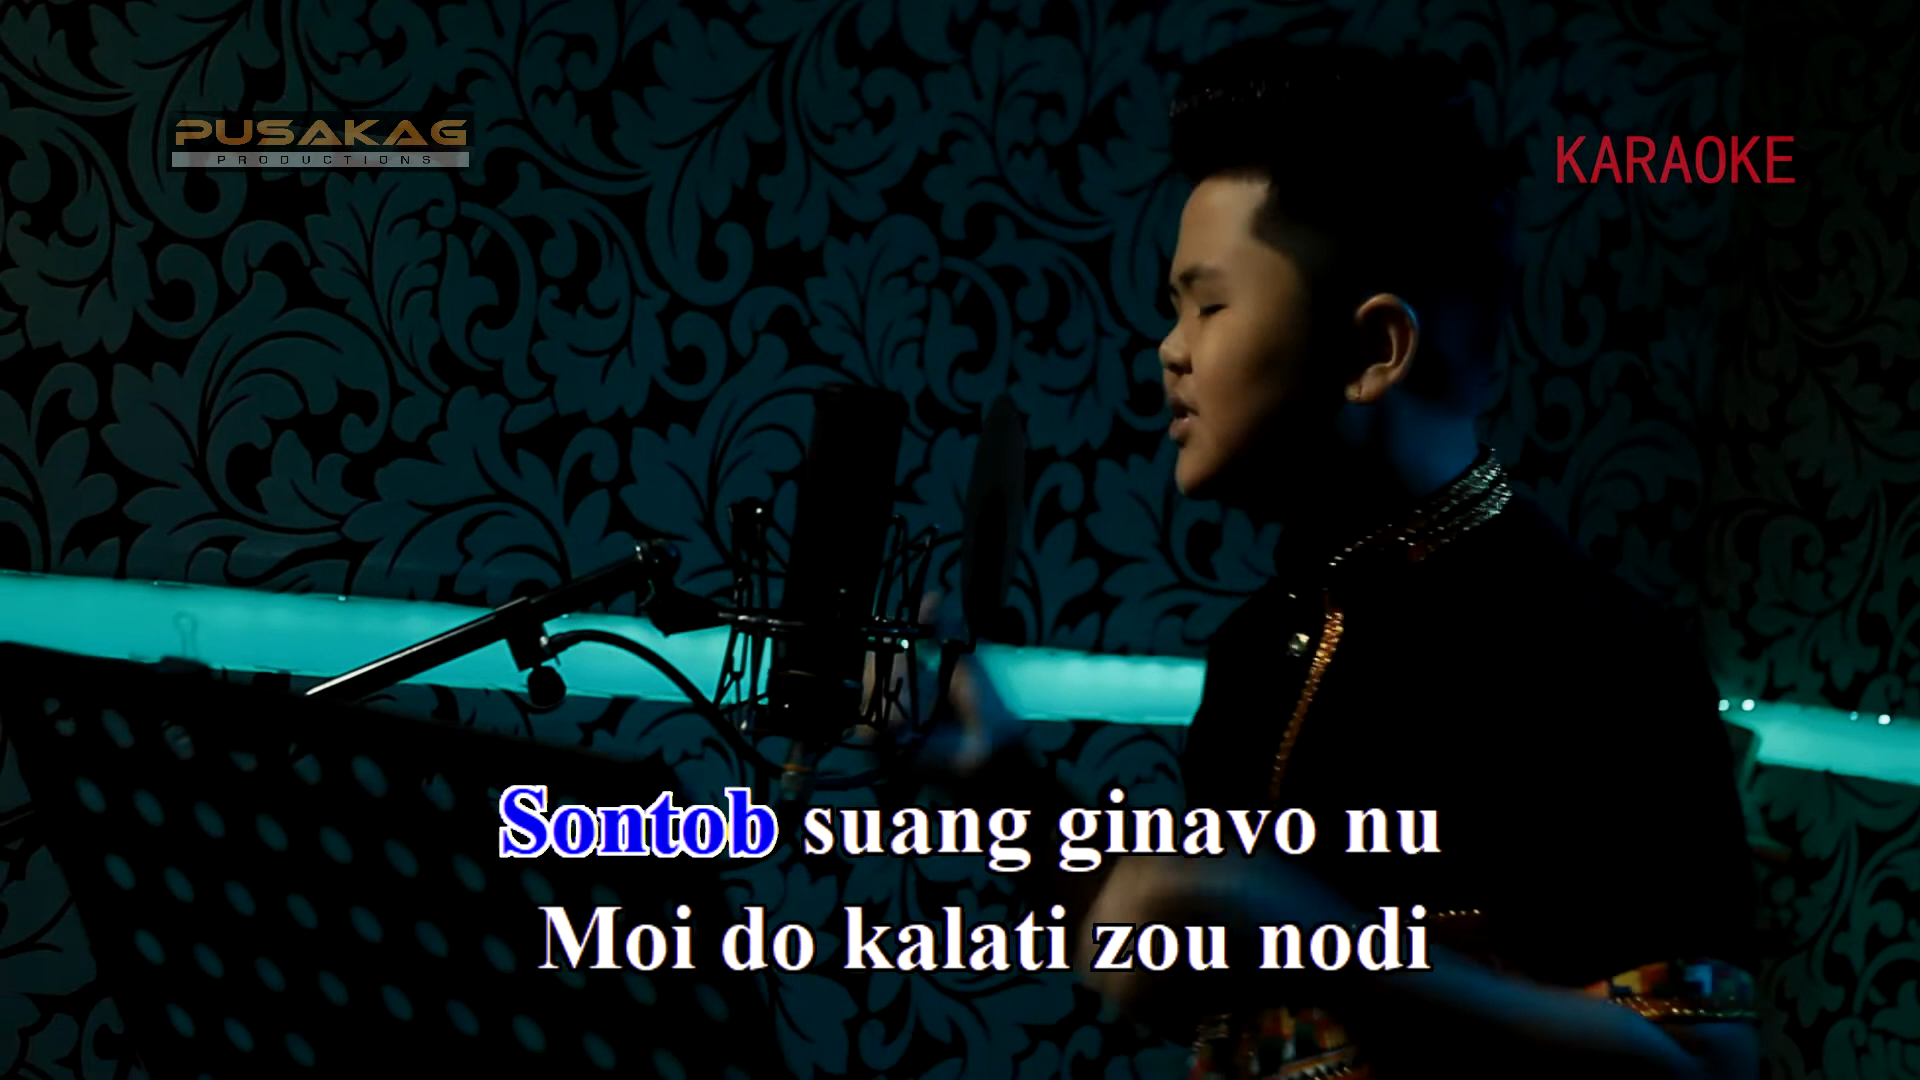 PUSAKAG
PRODUCTIONS
KARAOKE
Sontob suang ginavo nu
Moi do kalati zou nodi